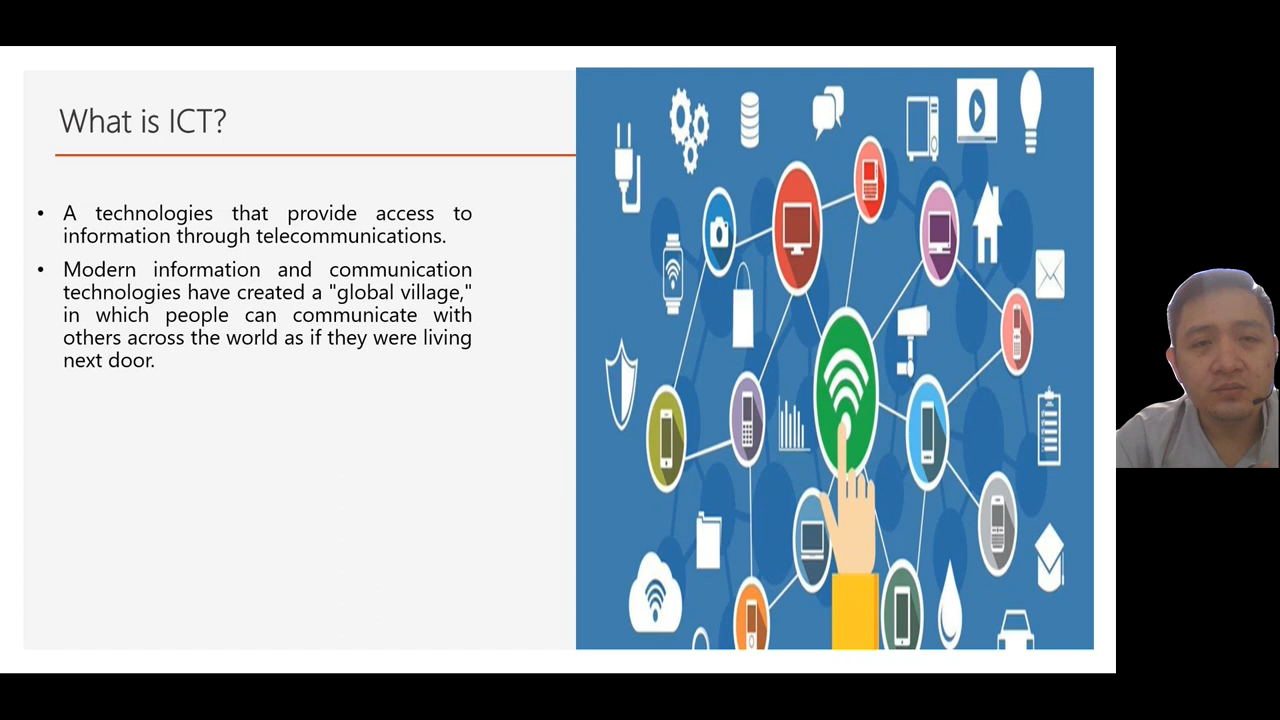 What is ICT?
• A technologies that provide access to
information through telecommunications.
• Modern information and communication
technologies have created a "global village,"
in which people can communicate with
others across the world as if they were living
next door.